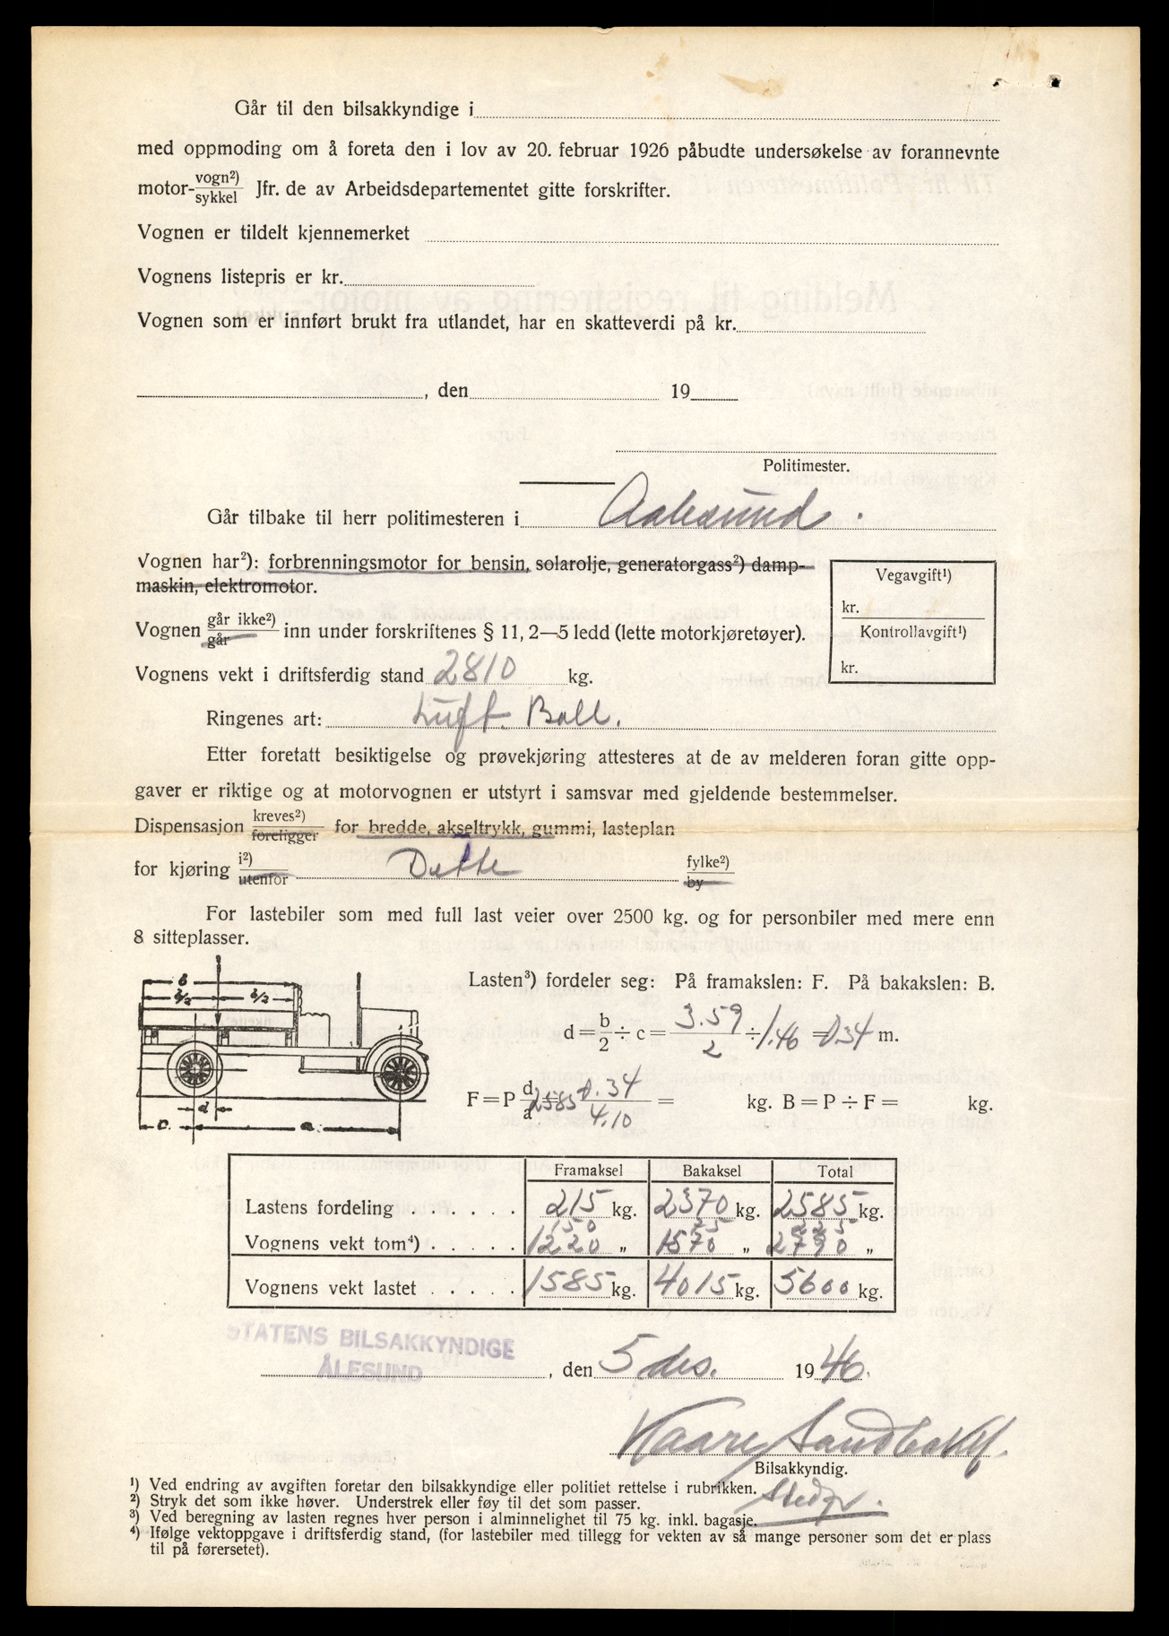 Går til den bilsakkyndige i
med oppmoding om å foreta den i lov av 20. februar 1926 påbudte undersøkelse av forannevnte
motor-vogn²)/sykkel Jfr. de av Arbeidsdepartementet gitte forskrifter.
Vognen er tildelt kjennemerket
Vognens listepris er kr.
Vognen som er innført brukt fra utlandet, har en skatteverdi på kr.
, den 19
Politimester.
Går tilbake til herr politimesteren i Aalesund.
Vognen har²): forbrenningsmotor for bensin, solarolje, generatorgass²) damp-
maskin, elektromotor.
Vegavgift¹)
kr.
Kontrollavgift¹)
kr.
Vognen går ikke²)/går inn under forskriftenes § 11, 2—5 ledd (lette motorkjøretøyer).
Vognens vekt i driftsferdig stand 2810 kg.
Ringenes art: Luft. Ball.
Etter foretatt besiktigelse og prøvekjøring attesteres at de av melderen foran gitte opp-
gaver er riktige og at motorvognen er utstyrt i samsvar med gjeldende bestemmelser.
Dispensasjon kreves²)/foreligger for bredde, akseltrykk, gummi, lasteplan
for kjøring i²)/utenfor Dette fylke²)/by
For lastebiler som med full last veier over 2500 kg. og for personbiler med mere enn
8 sitteplasser.
Lasten³) fordeler seg: På framakslen: F. På bakakslen: B.
b
b/2 b/2
d = b/2 ÷ c = 3.59/2 ÷ 1.46 = 0.34 m.
F = P d/a = 2585 0.34/4.10 = kg. B = P ÷ F = kg.
d
c. a
Framaksel Bakaksel Total
Lastens fordeling . . . . . 215 kg. 2370 kg. 2585 kg.
150 25 225
Vognens vekt tom⁴) . . . . . 1220 „ 1570 „ 2790 „
Vognens vekt lastet . . . . . 1585 kg. 4015 kg. 5600 kg.
STATENS BILSAKKYNDIGE
ÅLESUND
, den 5 des. 1946.
Kaare
Bilsakkyndig.
¹) Ved endring av avgiften foretar den bilsakkyndige eller politiet rettelse i rubrikken.
²) Stryk det som ikke høver. Understrek eller føy til det som passer.
³) Ved beregning av lasten regnes hver person i alminnelighet til 75 kg. inkl. bagasje.
⁴) Ifølge vektoppgave i driftsferdig stand, (for lastebiler med tillegg for vekten av så mange personer som det er plass
til på førersetet).